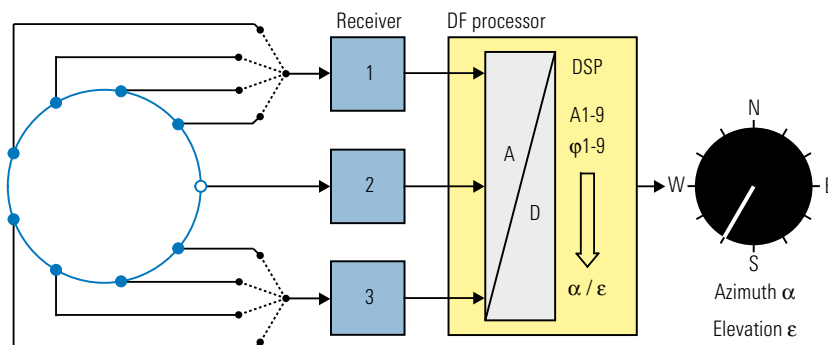 Receiver
DF processor
1
2
3
A
D
DSP
A1-9
φ1-9
α / ε
N
W
E
S
Azimuth α
Elevation ε